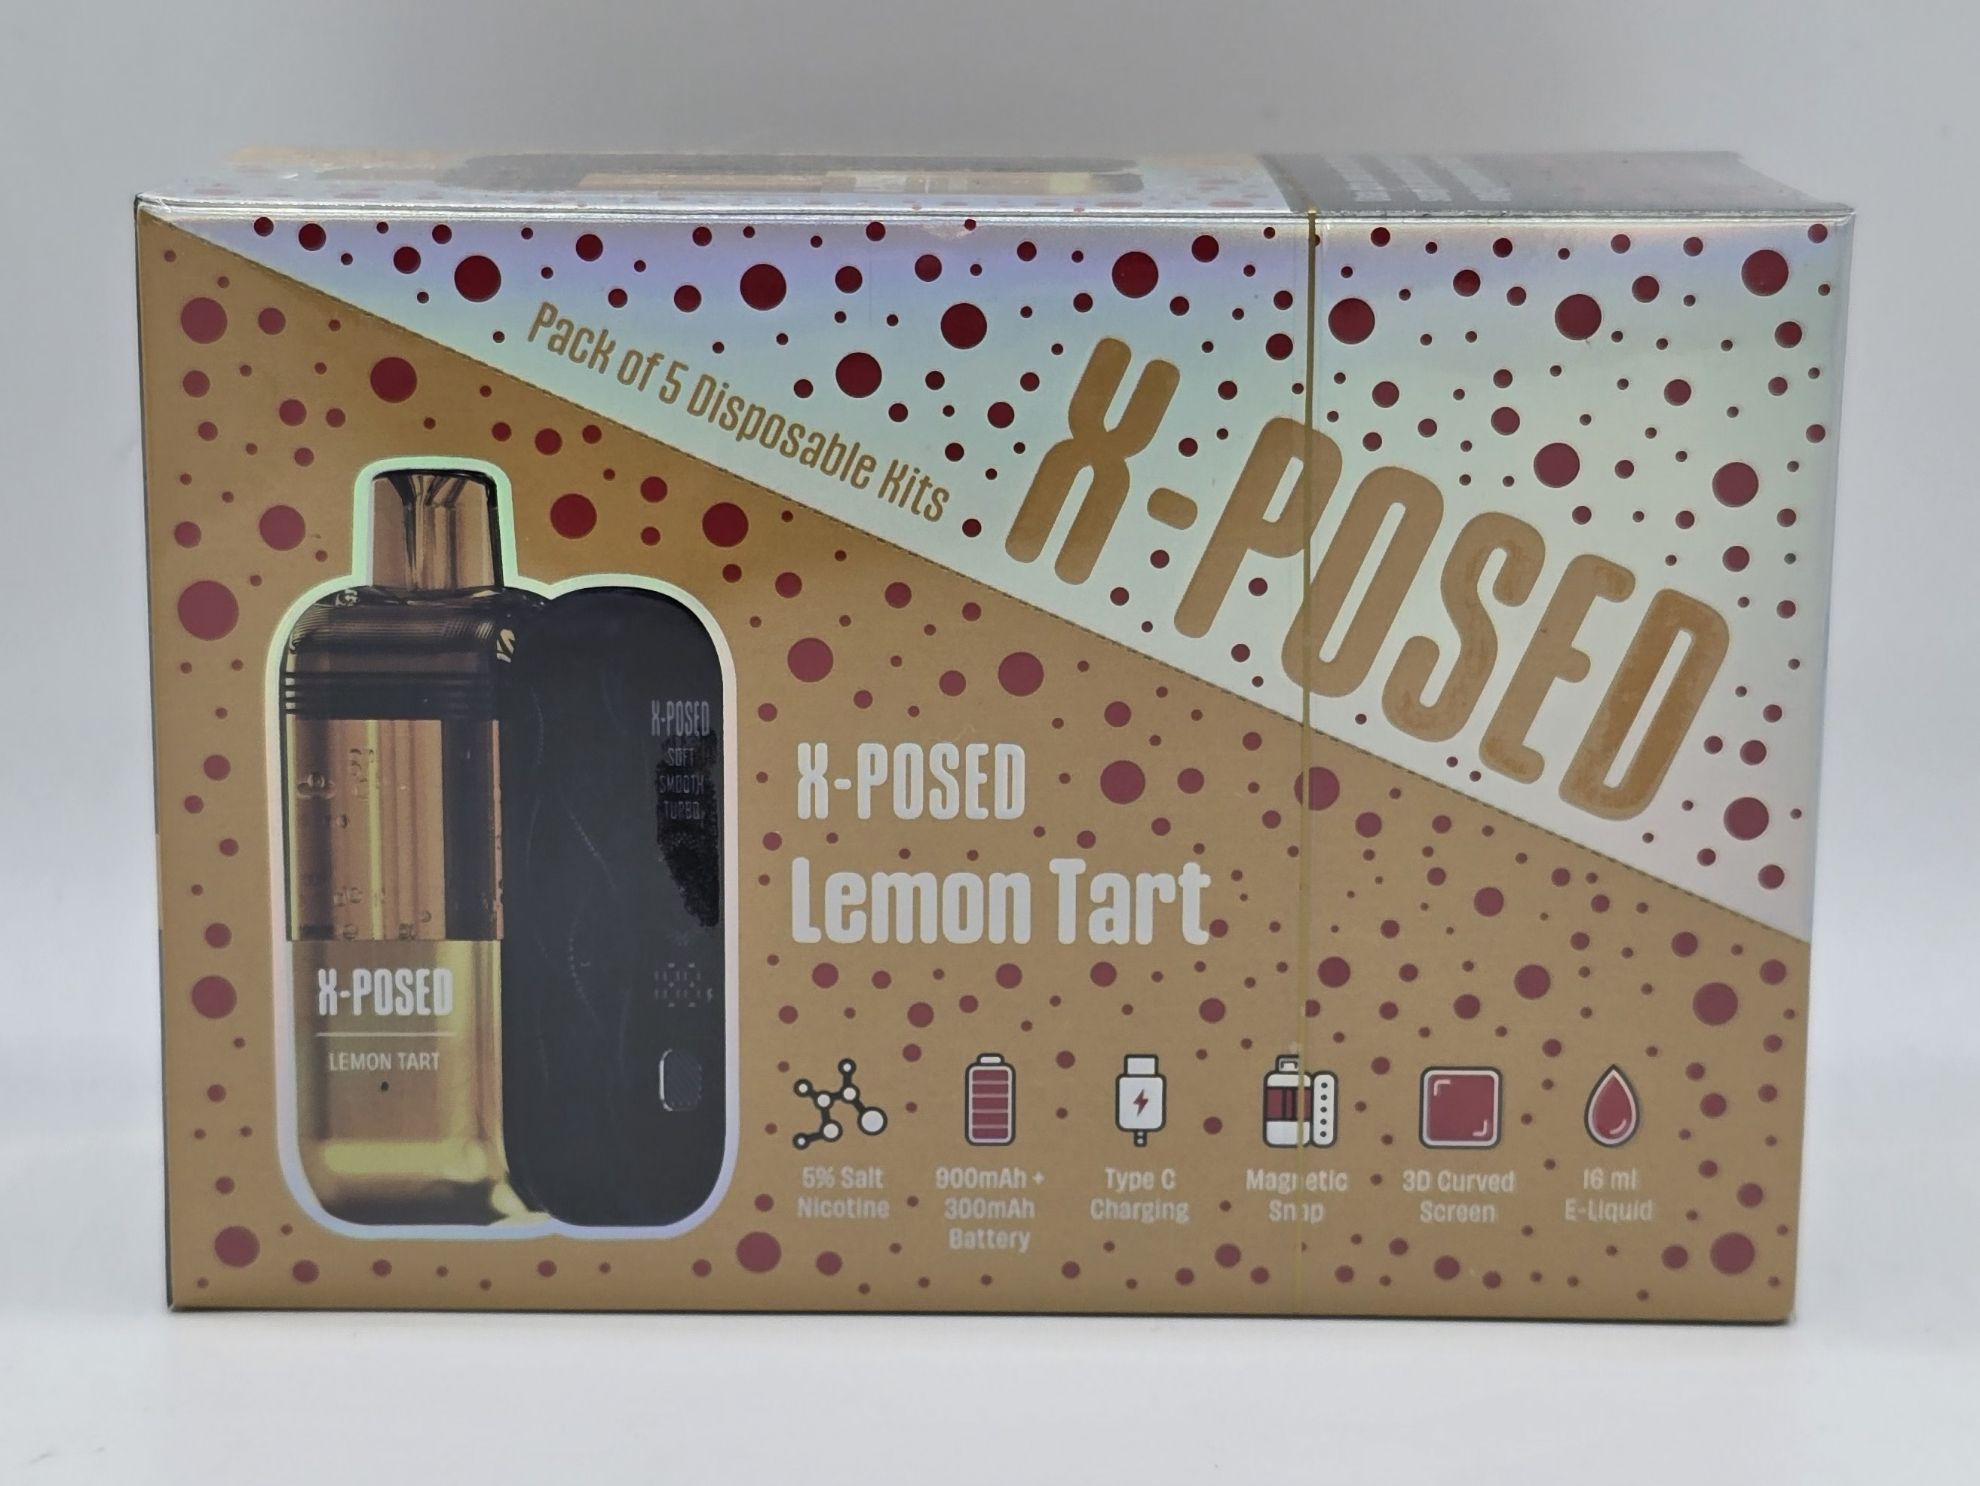 Pack of 5 Disposable Kits
X-POSED
X-POSED
SOFT
SMOOTH
TURBO
X-POSED
Lemon Tart
X-POSED
LEMON TART
5% Salt
Nicotine
900mAh +
300mAh
Battery
Type C
Charging
Magnetic
Snap
3D Curved
Screen
16 ml
E-Liquid